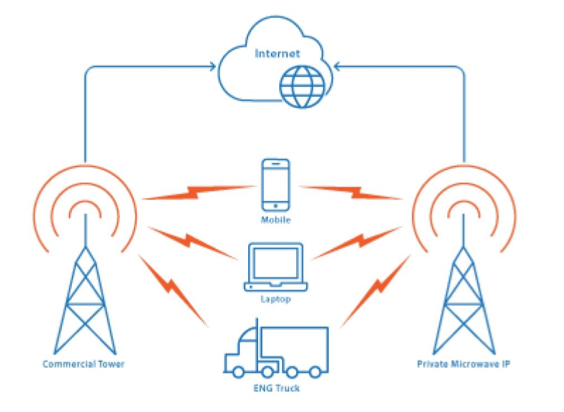 Internet
Mobile
Laptop
Commercial Tower
Private Microwave IP
ENG Truck